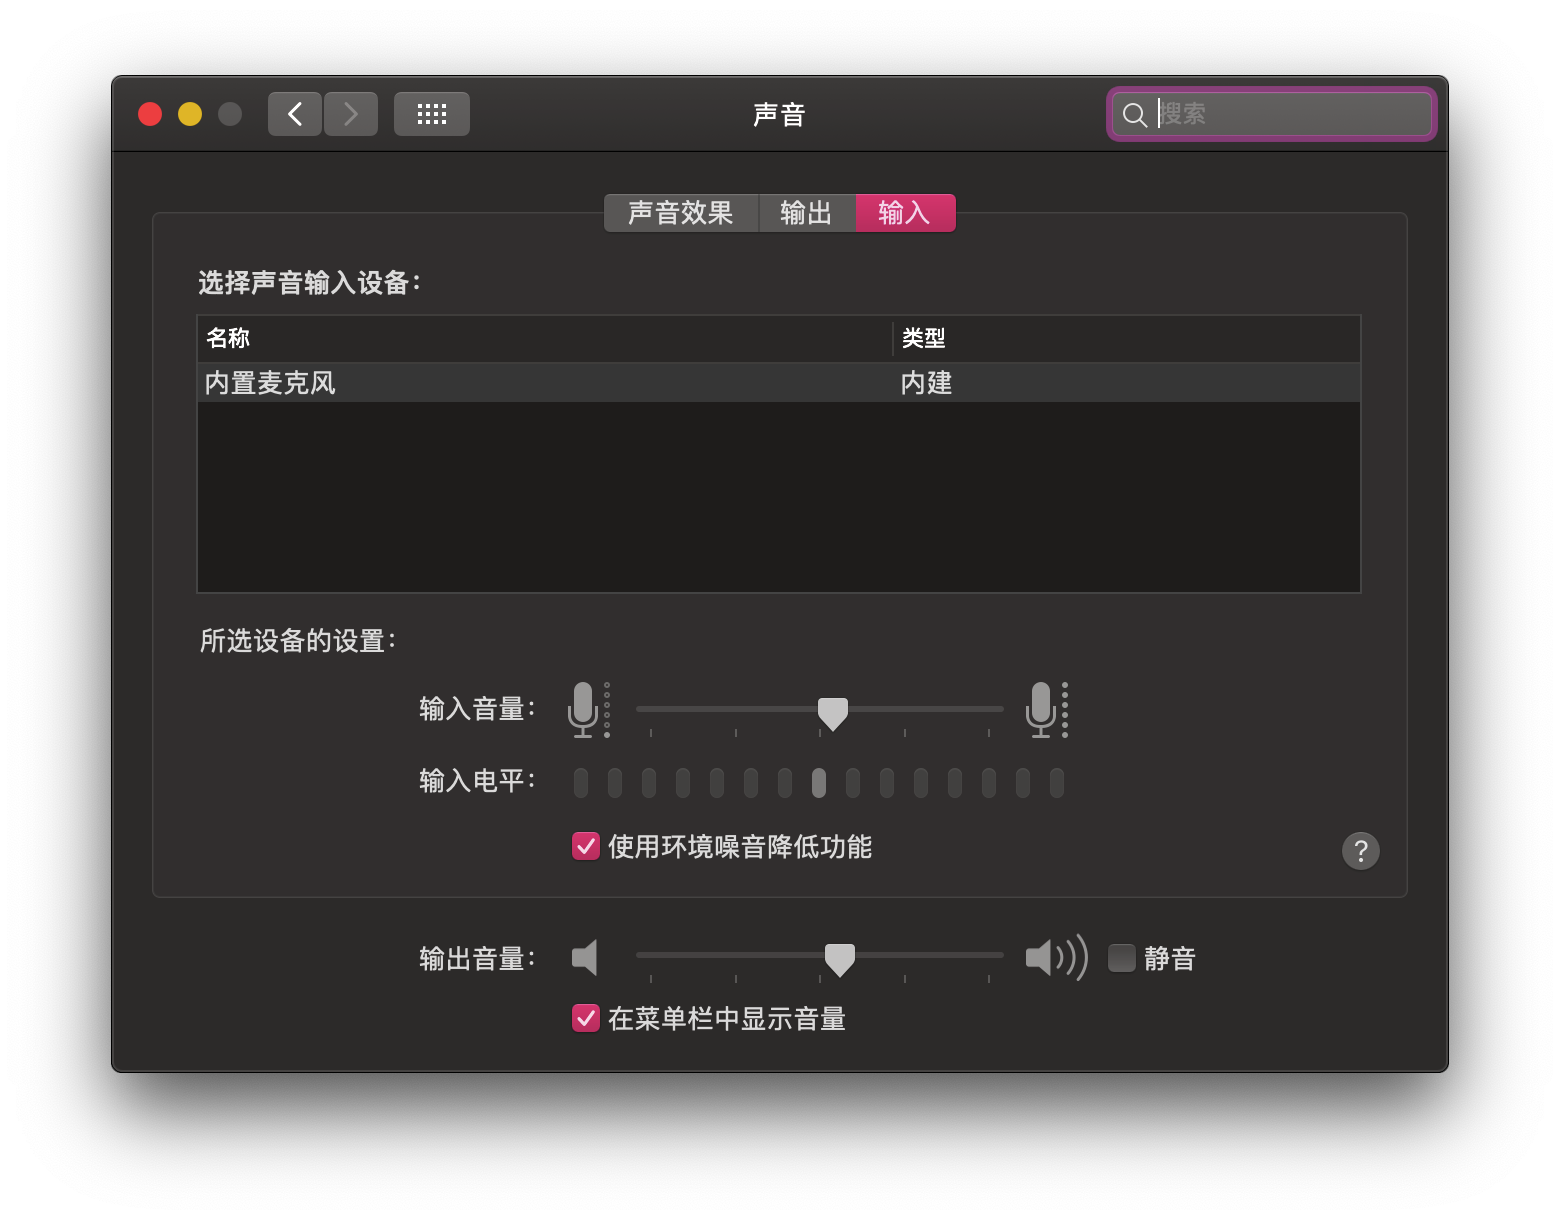 声音
搜索
声音效果 输出 输入
选择声音输入设备：
名称 类型
内置麦克风 内建
所选设备的设置：
输入音量：
输入电平：
使用环境噪音降低功能
?
输出音量： 静音
在菜单栏中显示音量